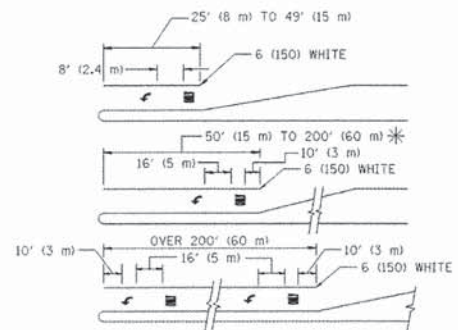 25' (8 m) TO 49' (15 m)
6 (150) WHITE
8' (2.4 m)
50' (15 m) TO 200' (60 m) *
16' (5 m)
10' (3 m)
6 (150) WHITE
OVER 200' (60 m)
10' (3 m)
16' (5 m)
10' (3 m)
6 (150) WHITE